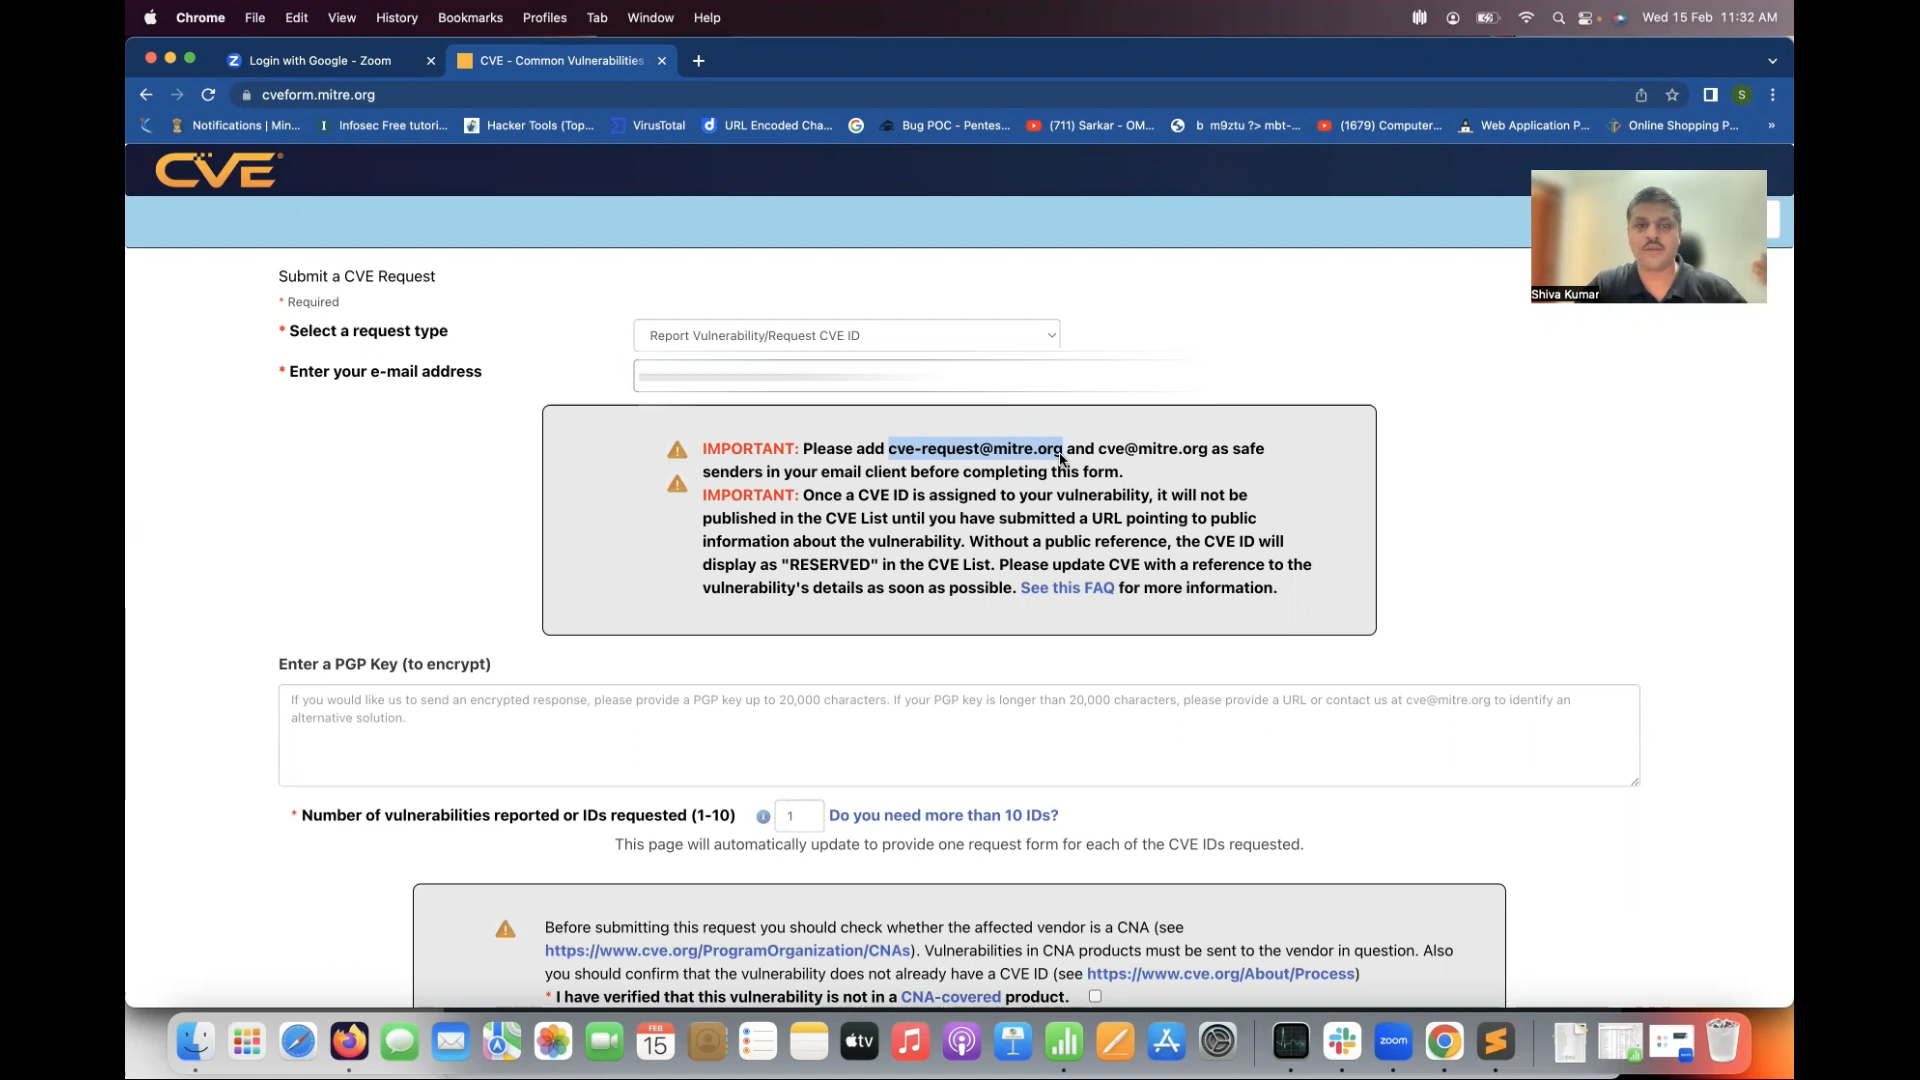 Chrome File Edit View History Bookmarks Profiles Tab Window Help Wed 15 Feb 11:32 AM
Login with Google - Zoom CVE - Common Vulnerabilities
cveform.mitre.org S
Notifications | Min... Infosec Free tutori... Hacker Tools (Top... VirusTotal URL Encoded Cha... Bug POC - Pentes... (711) Sarkar - OM... b m9ztu ?> mbt-... (1679) Computer... Web Application P... Online Shopping P... »
CVE
Shiva Kumar
Submit a CVE Request
* Required
* Select a request type Report Vulnerability/Request CVE ID
* Enter your e-mail address
IMPORTANT: Please add cve-request@mitre.org and cve@mitre.org as safe
senders in your email client before completing this form.
IMPORTANT: Once a CVE ID is assigned to your vulnerability, it will not be
published in the CVE List until you have submitted a URL pointing to public
information about the vulnerability. Without a public reference, the CVE ID will
display as "RESERVED" in the CVE List. Please update CVE with a reference to the
vulnerability's details as soon as possible. See this FAQ for more information.
Enter a PGP Key (to encrypt)
If you would like us to send an encrypted response, please provide a PGP key up to 20,000 characters. If your PGP key is longer than 20,000 characters, please provide a URL or contact us at cve@mitre.org to identify an
alternative solution.
* Number of vulnerabilities reported or IDs requested (1-10) 1 Do you need more than 10 IDs?
This page will automatically update to provide one request form for each of the CVE IDs requested.
Before submitting this request you should check whether the affected vendor is a CNA (see
https://www.cve.org/ProgramOrganization/CNAs). Vulnerabilities in CNA products must be sent to the vendor in question. Also
you should confirm that the vulnerability does not already have a CVE ID (see https://www.cve.org/About/Process)
* I have verified that this vulnerability is not in a CNA-covered product.
FEB
15
tv
zoom